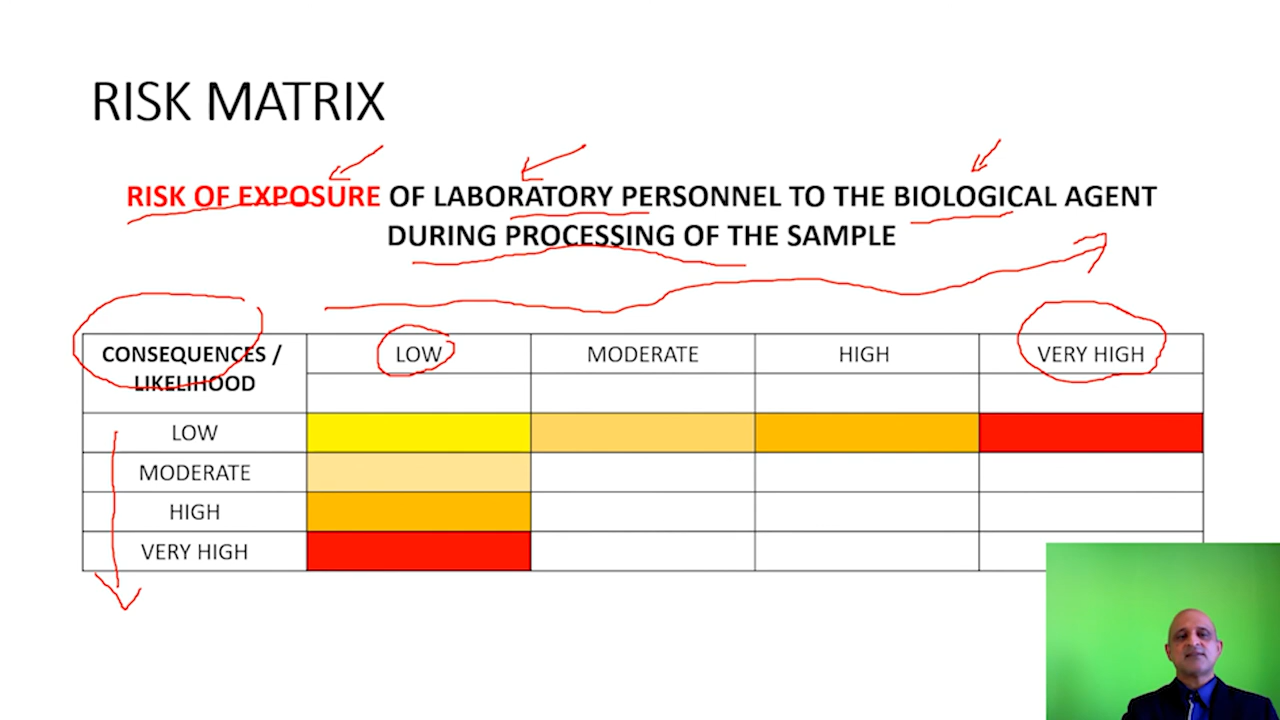 RISK MATRIX
RISK OF EXPOSURE OF LABORATORY PERSONNEL TO THE BIOLOGICAL AGENT
DURING PROCESSING OF THE SAMPLE
CONSEQUENCES / LIKELIHOOD LOW MODERATE HIGH VERY HIGH
LOW
MODERATE
HIGH
VERY HIGH